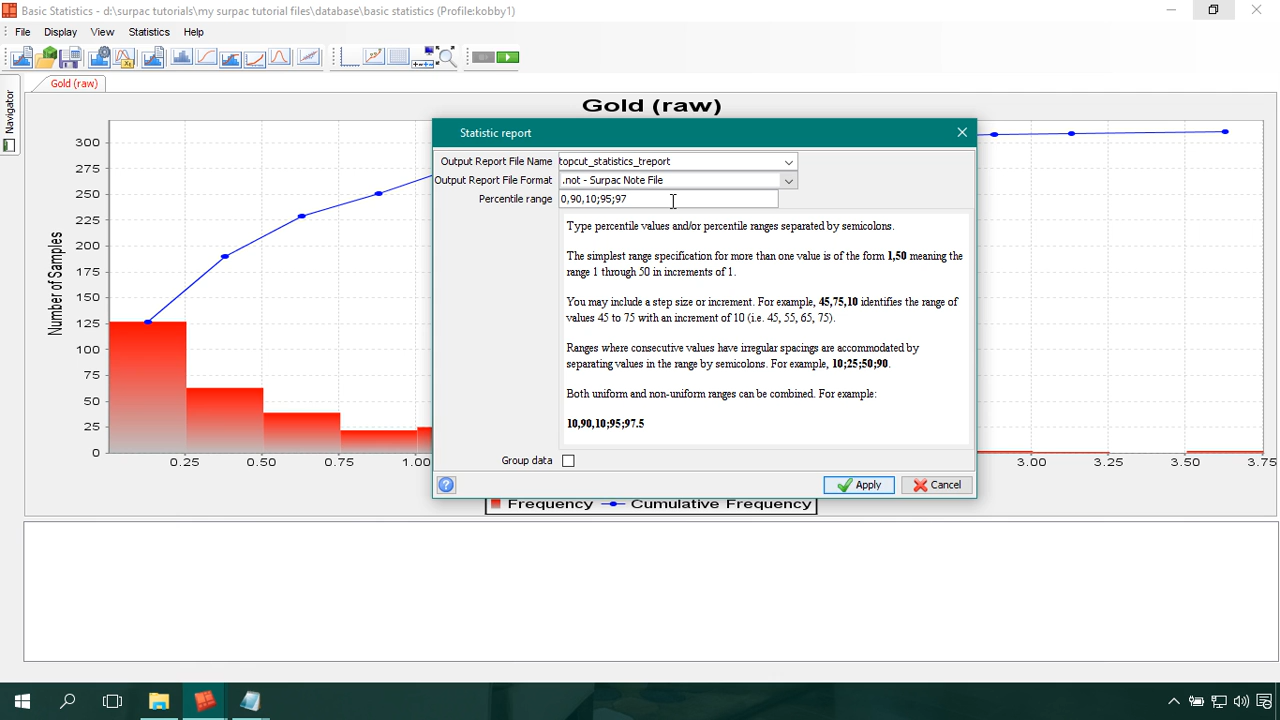 Basic Statistics - d:\surpac tutorials\my surpac tutorial files\database\basic statistics (Profile:kobby1)
File Display View Statistics Help
Navigator
Gold (raw)
Gold (raw)
Number of Samples
300
275
250
225
200
175
150
125
100
75
50
25
0
0.25 0.50 0.75 1.00 3.00 3.25 3.50 3.75
Frequency Cumulative Frequency
Statistic report
Output Report File Name topcut_statistics_treport
Output Report File Format .not - Surpac Note File
Percentile range 0,90,10;95;97
Type percentile values and/or percentile ranges separated by semicolons.
The simplest range specification for more than one value is of the form 1,50 meaning the
range 1 through 50 in increments of 1.
You may include a step size or increment. For example, 45,75,10 identifies the range of
values 45 to 75 with an increment of 10 (i.e. 45, 55, 65, 75).
Ranges where consecutive values have irregular spacings are accommodated by
separating values in the range by semicolons. For example, 10;25;50;90.
Both uniform and non-uniform ranges can be combined. For example:
10,90,10;95;97.5
Group data
Apply Cancel